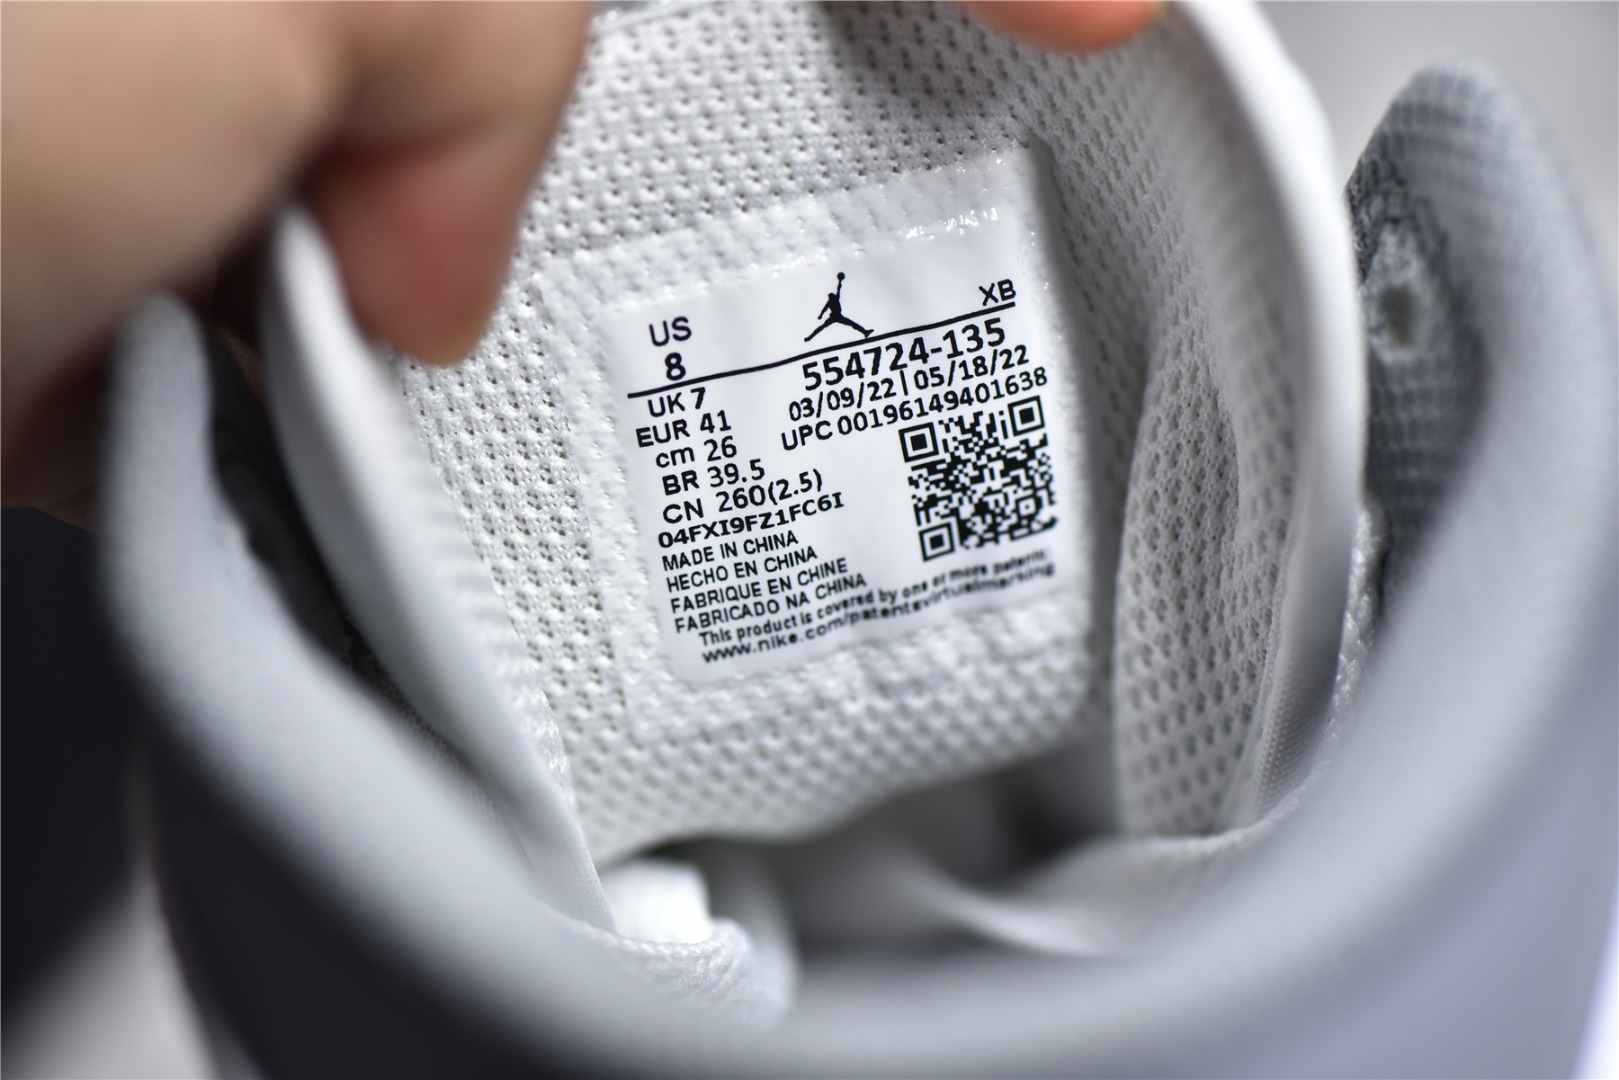 US
8
XB
554724-135
03/09/22 | 05/18/22
UPC 00196149401638
UK 7
EUR 41
cm 26
BR 39.5
CN 260(2.5)
04FXI9FZ1FC6I
MADE IN CHINA
HECHO EN CHINA
FABRIQUE EN CHINE
FABRICADO NA CHINA
This product is covered by one or more patents
www.nike.com/patentsvirtualmarking